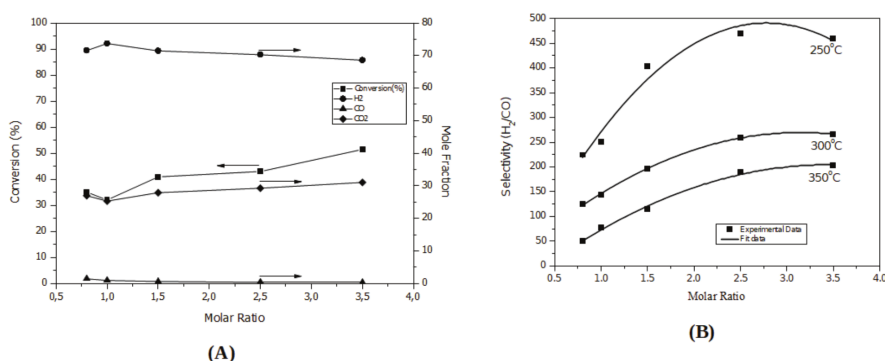 100
90
80
70
60
50
40
30
20
10
0
Conversion (%)
80
70
60
50
40
30
20
10
0
Mole Fraction
Conversion(%)
H2
CO
CO2
0,5
1,0
1,5
2,0
2,5
3,0
3,5
4,0
Molar Ratio
(A)
500
450
400
350
300
250
200
150
100
50
0
Selectivity (H₂/CO)
250°C
300°C
350°C
Experimental Data
Fit data
0.5
1.0
1.5
2.0
2.5
3.0
3.5
4.0
Molar Ratio
(B)